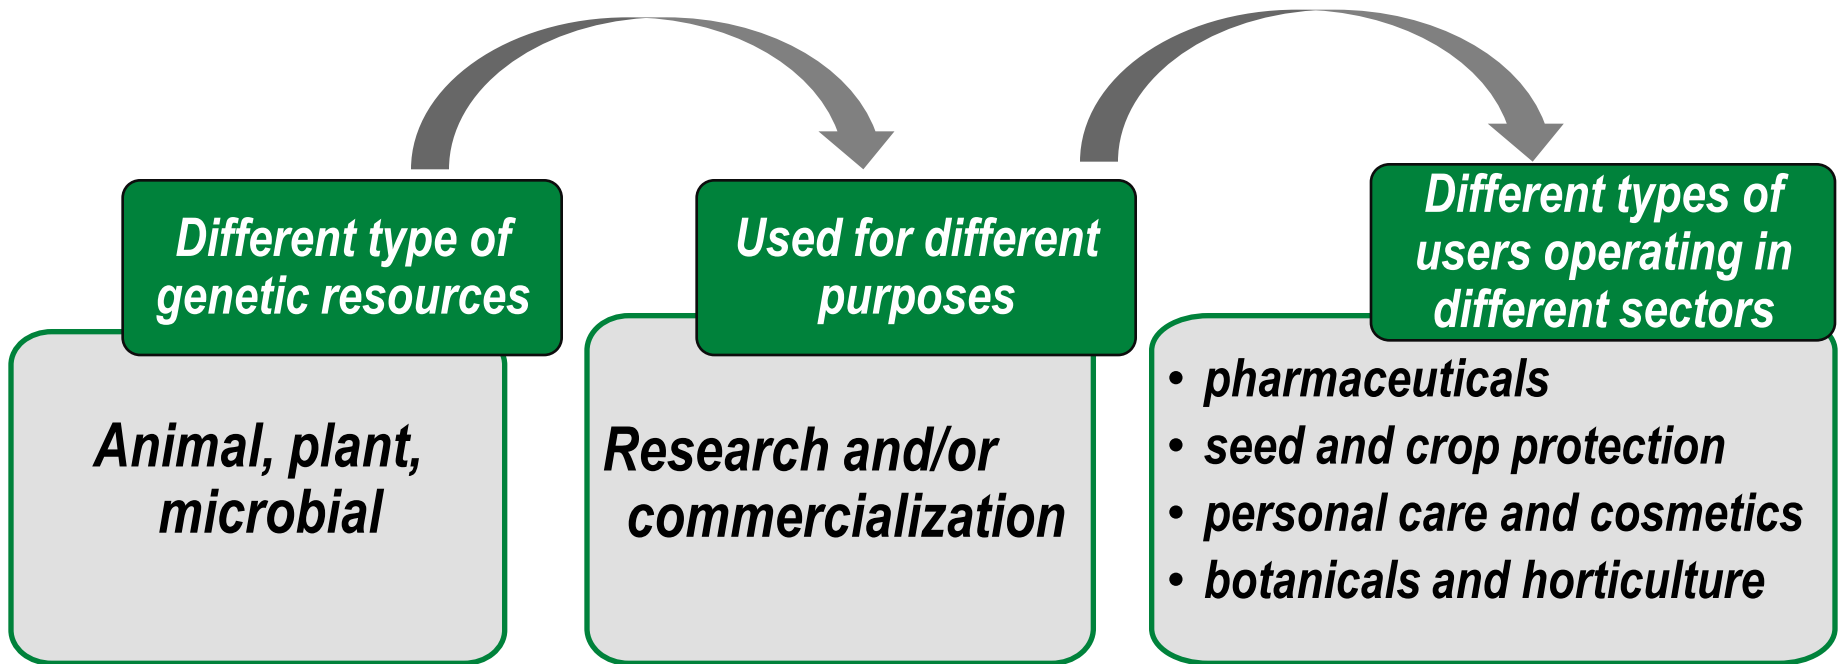 Different type of
genetic resources
Animal, plant,
microbial
Used for different
purposes
Research and/or
commercialization
Different types of
users operating in
different sectors
• pharmaceuticals
• seed and crop protection
• personal care and cosmetics
• botanicals and horticulture